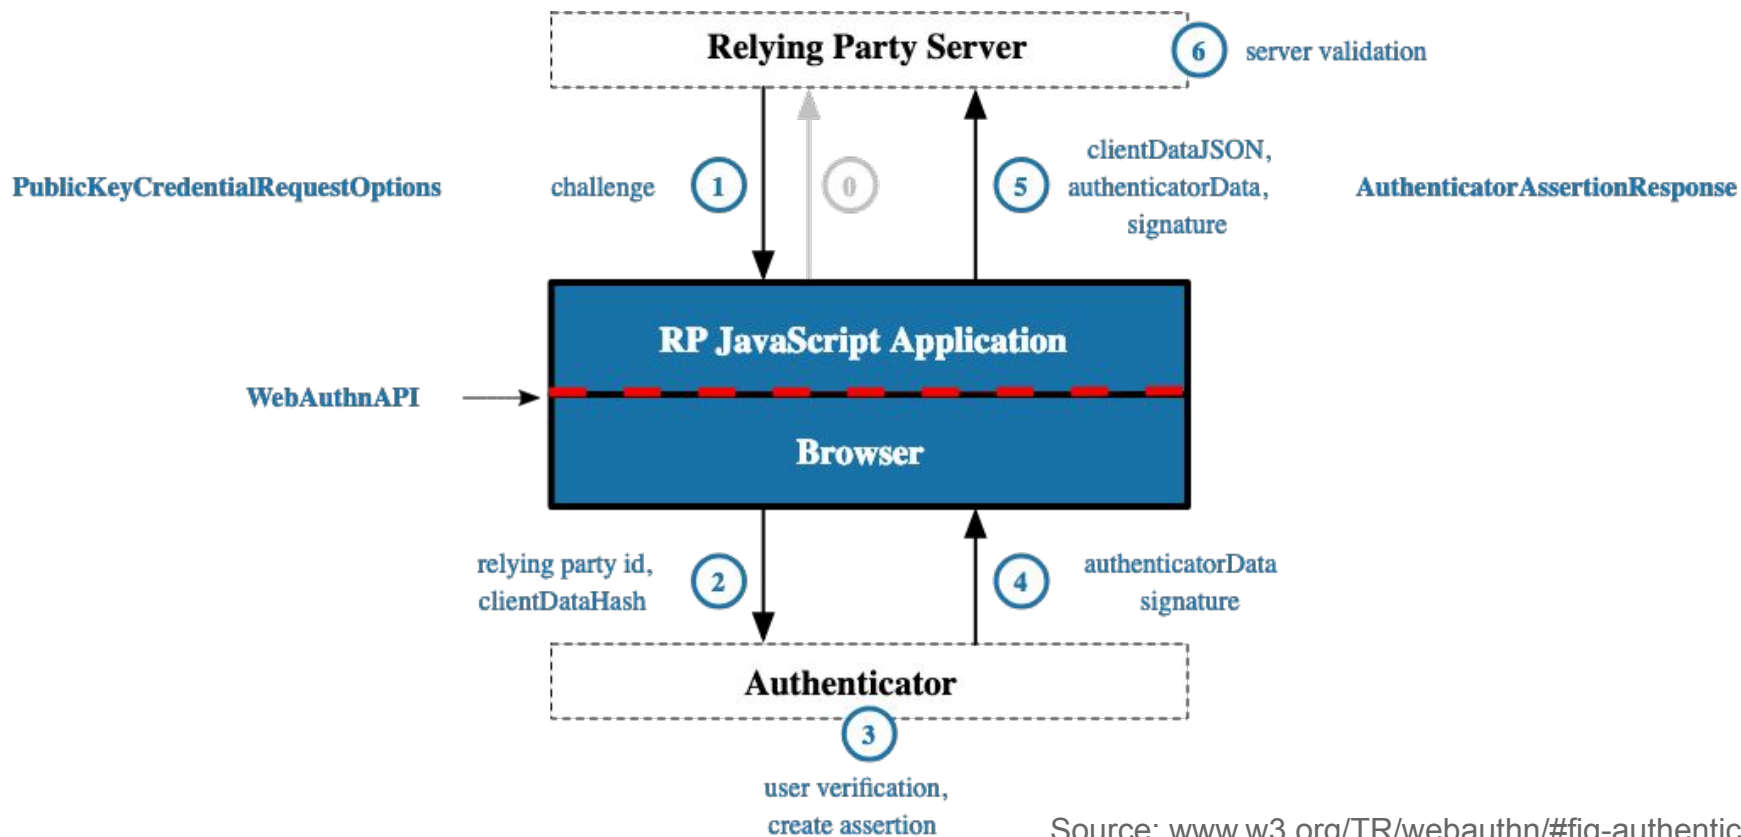 Relying Party Server
6
server validation
PublicKeyCredentialRequestOptions
challenge
1
0
5
clientDataJSON,
authenticatorData,
signature
AuthenticatorAssertionResponse
RP JavaScript Application
WebAuthnAPI
Browser
relying party id,
clientDataHash
2
4
authenticatorData
signature
Authenticator
3
user verification,
create assertion
Source: www.w3.org/TR/webauthn/#fig-authentic